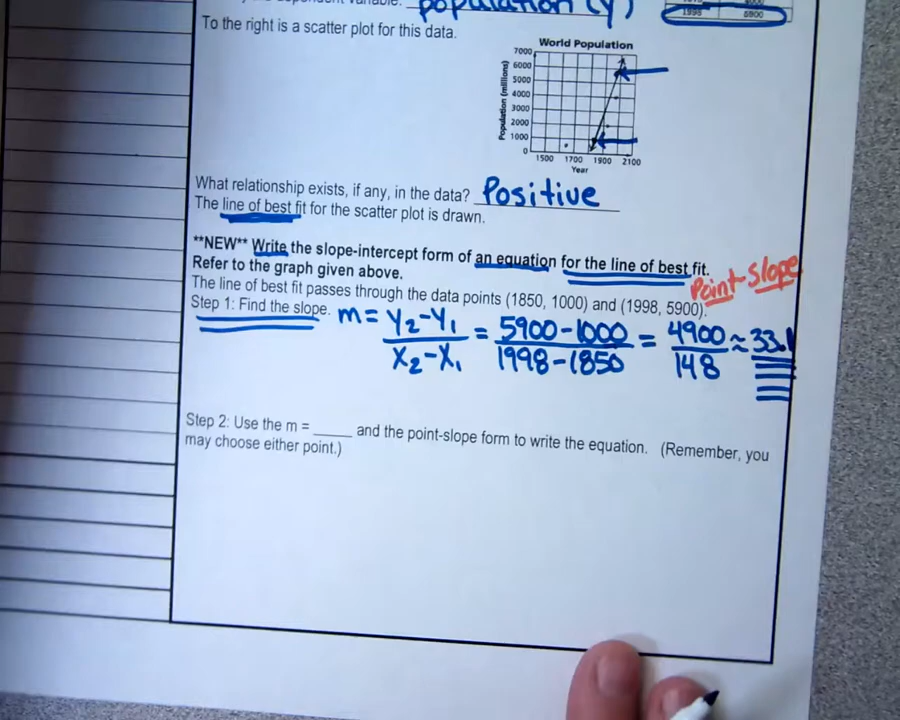 population (y)
1998 5900
To the right is a scatter plot for this data.
World Population
Population (millions)
7000
6000
5000
4000
3000
2000
1000
0
1500 1700 1900 2100
Year
What relationship exists, if any, in the data? Positive
The line of best fit for the scatter plot is drawn.
**NEW** Write the slope-intercept form of an equation for the line of best fit.
Refer to the graph given above.
Point-Slope
The line of best fit passes through the data points (1850, 1000) and (1998, 5900).
Step 1: Find the slope. m = Y₂-Y₁ / X₂-X₁ = 5900-1000 / 1998-1850 = 4900 / 148 ≈ 33.1
Step 2: Use the m = _____ and the point-slope form to write the equation. (Remember, you
may choose either point.)